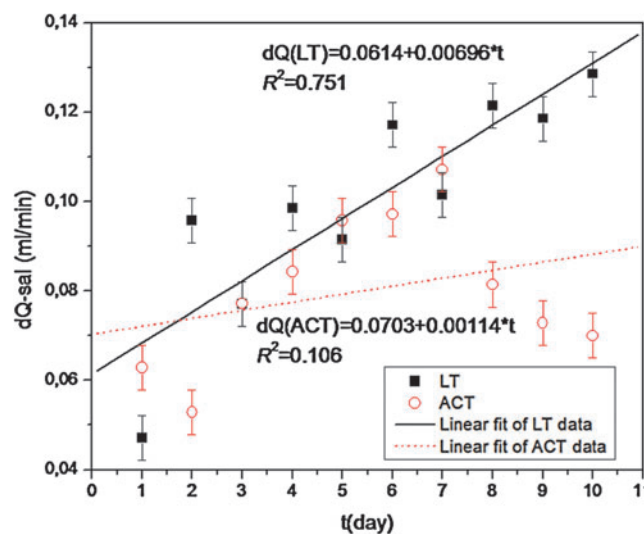 0,14
0,12
0,10
0,08
0,06
0,04
dQ-sal (ml/min)
dQ(LT)=0.0614+0.00696*t
R²=0.751
dQ(ACT)=0.0703+0.00114*t
R²=0.106
LT
ACT
Linear fit of LT data
Linear fit of ACT data
0 1 2 3 4 5 6 7 8 9 10 11
t(day)